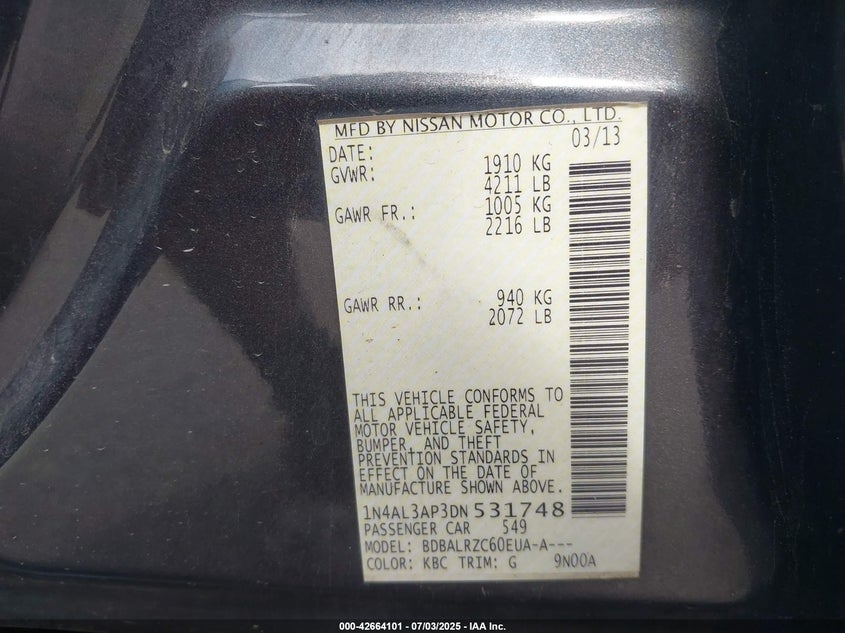 MFD BY NISSAN MOTOR CO., LTD.
DATE: 03/13
GVWR: 1910 KG
4211 LB
GAWR FR.: 1005 KG
2216 LB
GAWR RR.: 940 KG
2072 LB
THIS VEHICLE CONFORMS TO
ALL APPLICABLE FEDERAL
MOTOR VEHICLE SAFETY,
BUMPER, AND THEFT
PREVENTION STANDARDS IN
EFFECT ON THE DATE OF
MANUFACTURE SHOWN ABOVE.
1N4AL3AP3DN531748
PASSENGER CAR 549
MODEL: BDBALRZC60EUA-A---
COLOR: KBC TRIM: G 9N00A
000-42664101 - 07/03/2025 - IAA Inc.